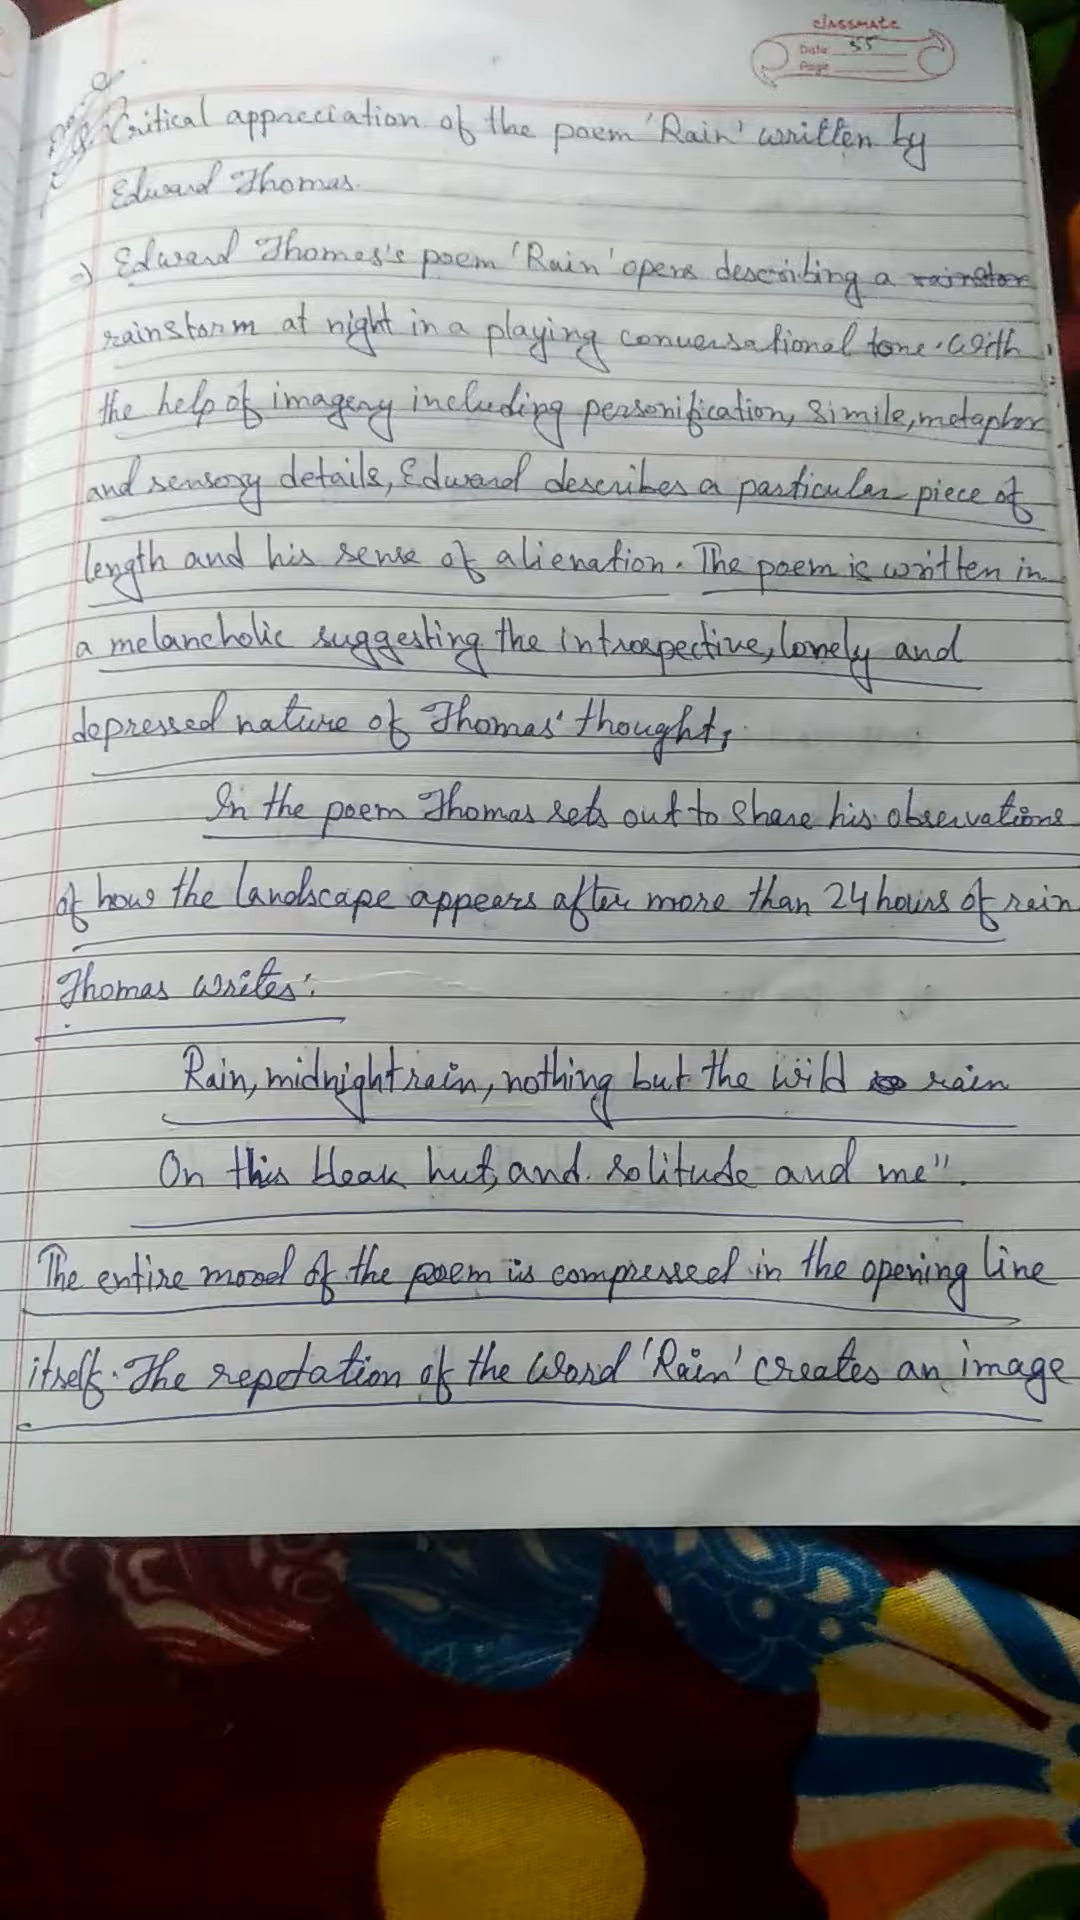 classmate
Date 55
Page
Critical appreciation of the poem 'Rain' written by
Edward Thomas.
→ Edward Thomas's poem 'Rain' opens describing a rainstor
rainstorm at night in a playing conversational tone. With
the help of imagery including personification, simile, metaphor
and sensory details, Edward describes a particular piece of
length and his sense of alienation. The poem is written in
a melancholic suggesting the introspective, lonely and
depressed nature of Thomas' thought,
In the poem Thomas sets out to share his observations
of how the landscape appears after more than 24 hours of rain
Thomas writes:
Rain, midnight rain, nothing but the wild rain
On this bleak hut, and solitude and me".
The entire mood of the poem is compressed in the opening line
itself. The repetation of the word 'Rain' creates an image